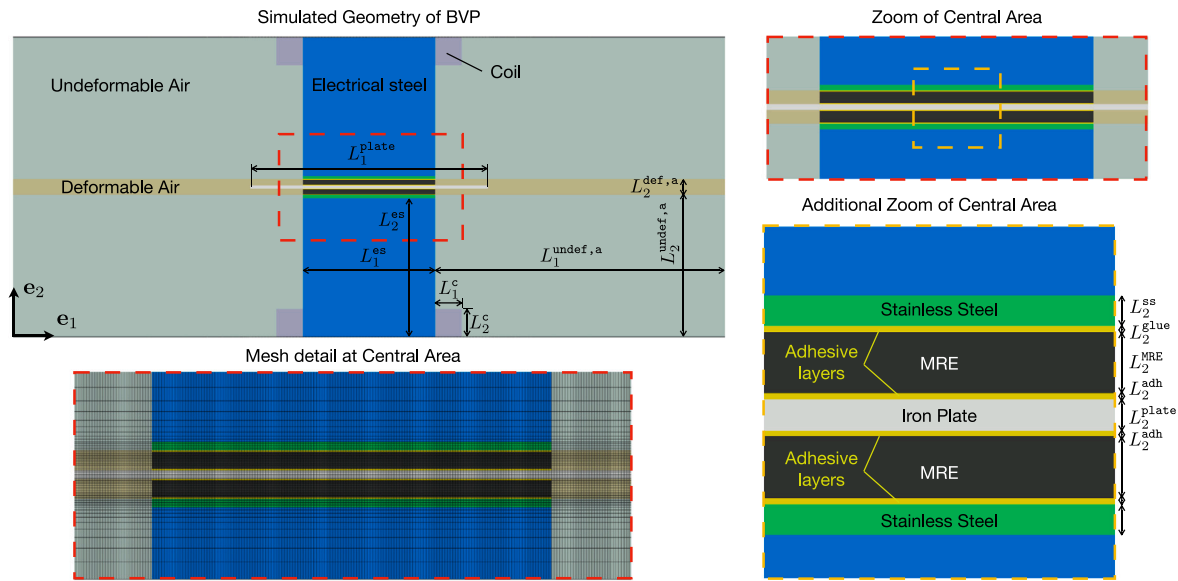 Simulated Geometry of BVP
Undeformable Air
Electrical steel
Coil
L_1^plate
Deformable Air
L_2^def,a
L_2^es
L_2^undef,a
L_1^es
L_1^undef,a
L_1^c
L_2^c
e_2
e_1
Zoom of Central Area
Mesh detail at Central Area
Additional Zoom of Central Area
Stainless Steel
L_2^ss
L_2^glue
Adhesive
layers
MRE
L_2^MRE
L_2^adh
Iron Plate
L_2^plate
L_2^adh
Adhesive
layers
MRE
Stainless Steel